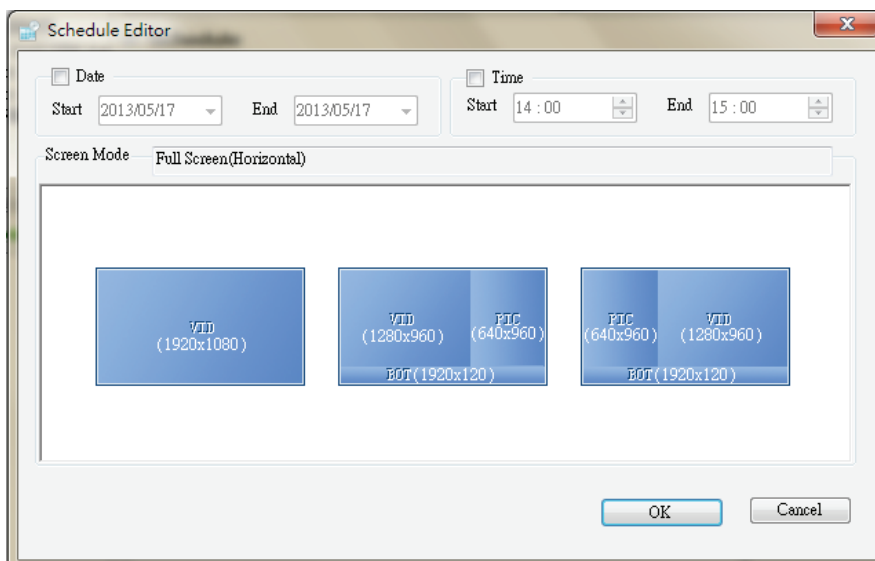 Schedule Editor
Date
Start 2013/05/17 End 2013/05/17
Time
Start 14 : 00 End 15 : 00
Screen Mode Full Screen(Horizontal)
VID
(1920x1080)
VID
(1280x960)
PIC
(640x960)
BOT(1920x120)
PIC
(640x960)
VID
(1280x960)
BOT(1920x120)
OK Cancel